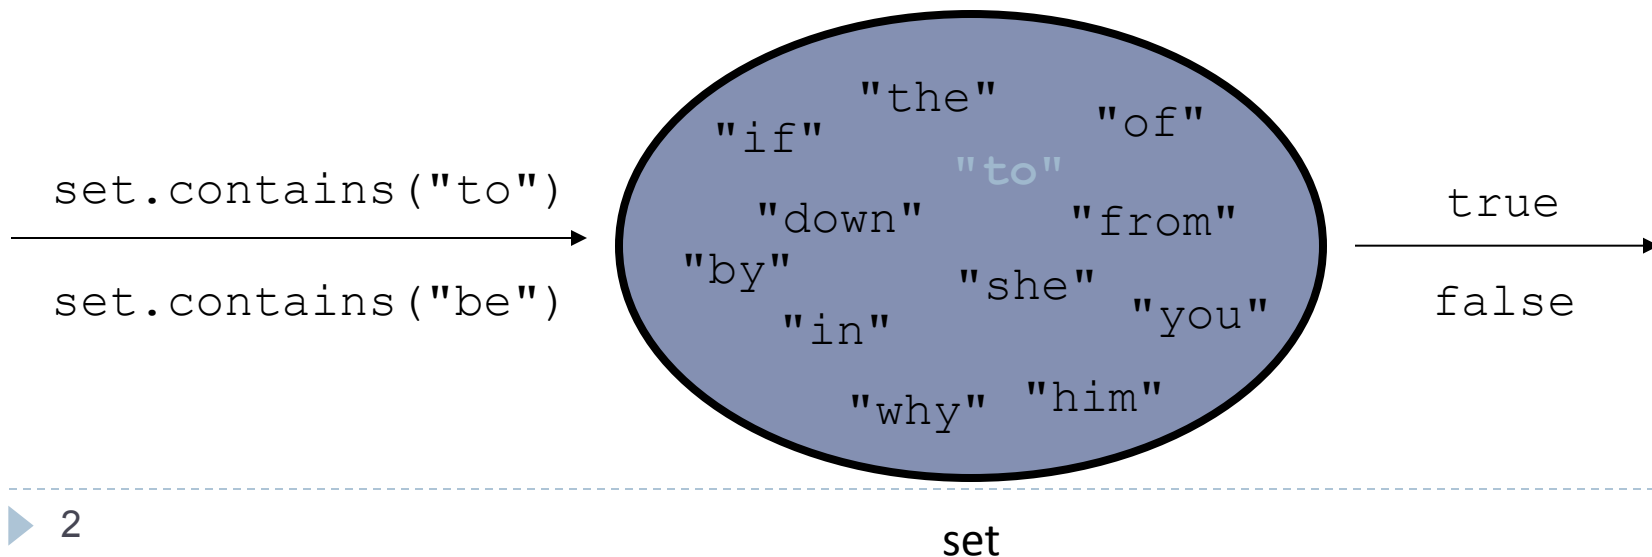 set.contains("to")
set.contains("be")
"the"
"of"
"if"
"to"
"down"
"from"
"by"
"she"
"you"
"in"
"him"
"why"
true
false
2
set